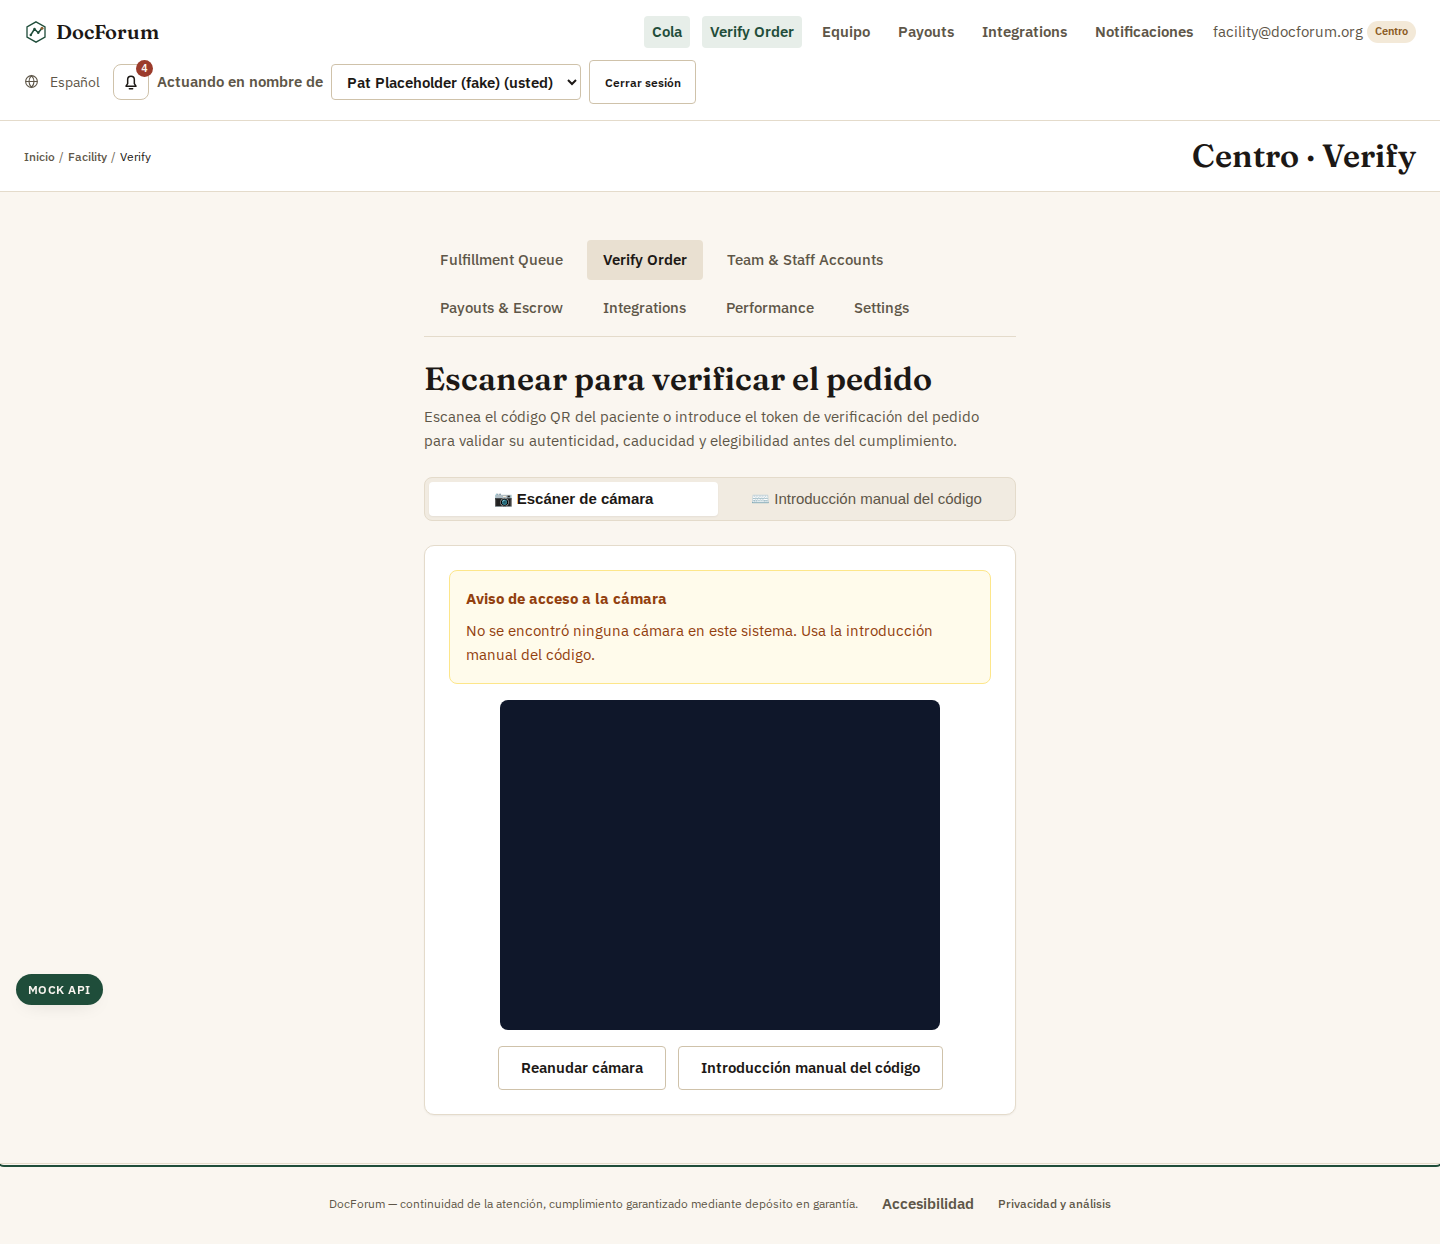 DocForum
Cola Verify Order Equipo Payouts Integrations Notificaciones facility@docforum.org Centro
Español 4 Actuando en nombre de Pat Placeholder (fake) (usted) Cerrar sesión
Inicio / Facility / Verify
Centro · Verify
Fulfillment Queue Verify Order Team & Staff Accounts
Payouts & Escrow Integrations Performance Settings
Escanear para verificar el pedido
Escanea el código QR del paciente o introduce el token de verificación del pedido
para validar su autenticidad, caducidad y elegibilidad antes del cumplimiento.
📷 Escáner de cámara ⌨️ Introducción manual del código
Aviso de acceso a la cámara
No se encontró ninguna cámara en este sistema. Usa la introducción
manual del código.
MOCK API
Reanudar cámara Introducción manual del código
DocForum — continuidad de la atención, cumplimiento garantizado mediante depósito en garantía. Accesibilidad Privacidad y análisis